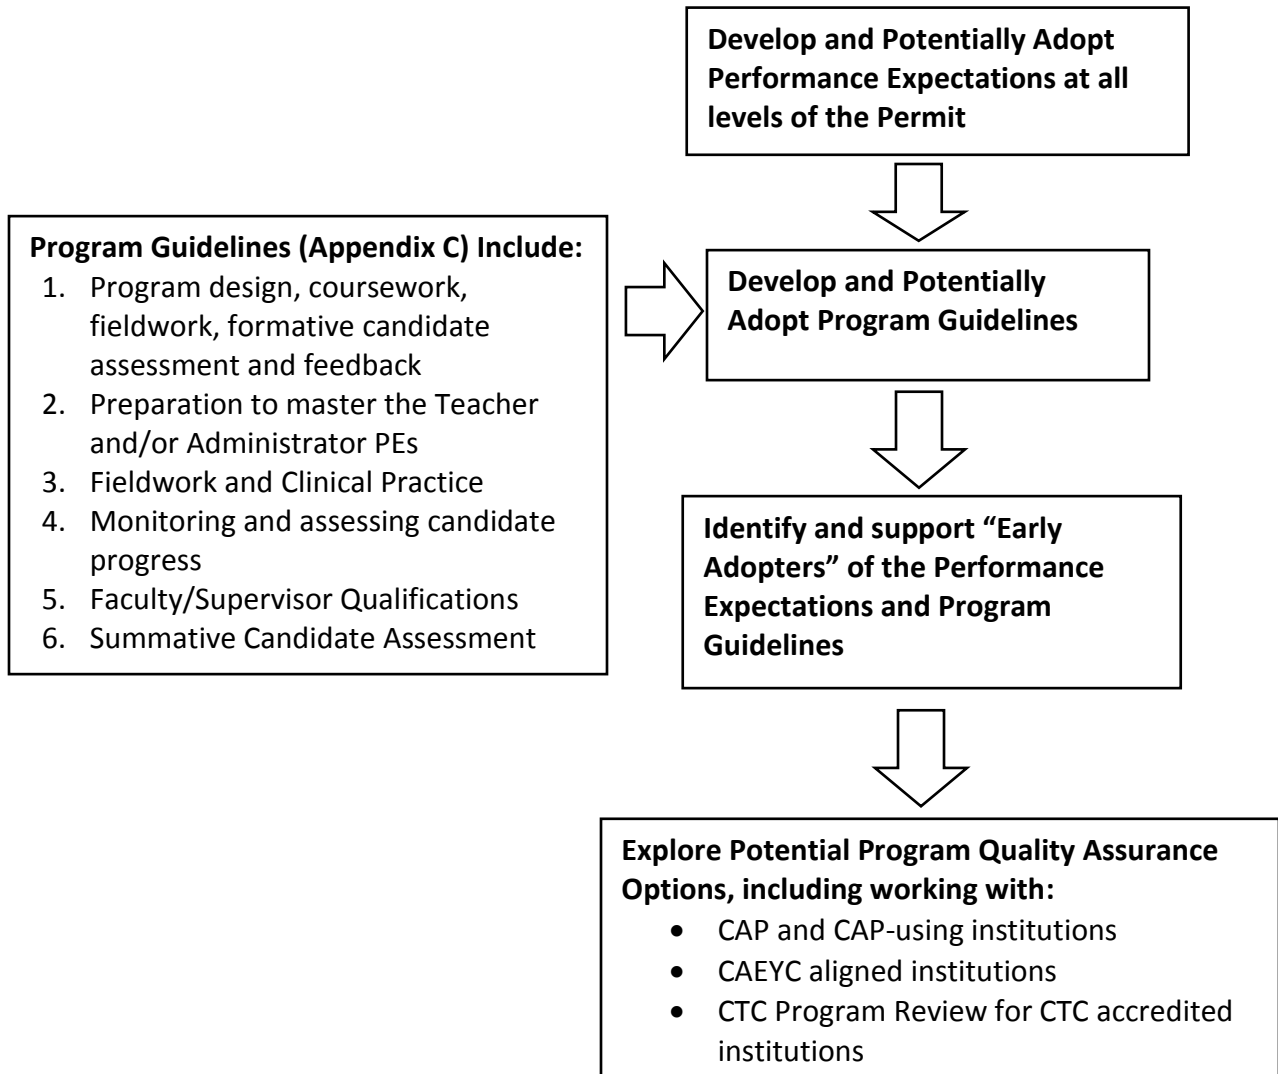 Develop and Potentially Adopt
Performance Expectations at all
levels of the Permit
Program Guidelines (Appendix C) Include:
1. Program design, coursework,
fieldwork, formative candidate
assessment and feedback
2. Preparation to master the Teacher
and/or Administrator PEs
3. Fieldwork and Clinical Practice
4. Monitoring and assessing candidate
progress
5. Faculty/Supervisor Qualifications
6. Summative Candidate Assessment
Develop and Potentially
Adopt Program Guidelines
Identify and support “Early
Adopters” of the Performance
Expectations and Program
Guidelines
Explore Potential Program Quality Assurance
Options, including working with:
• CAP and CAP-using institutions
• CAEYC aligned institutions
• CTC Program Review for CTC accredited
institutions